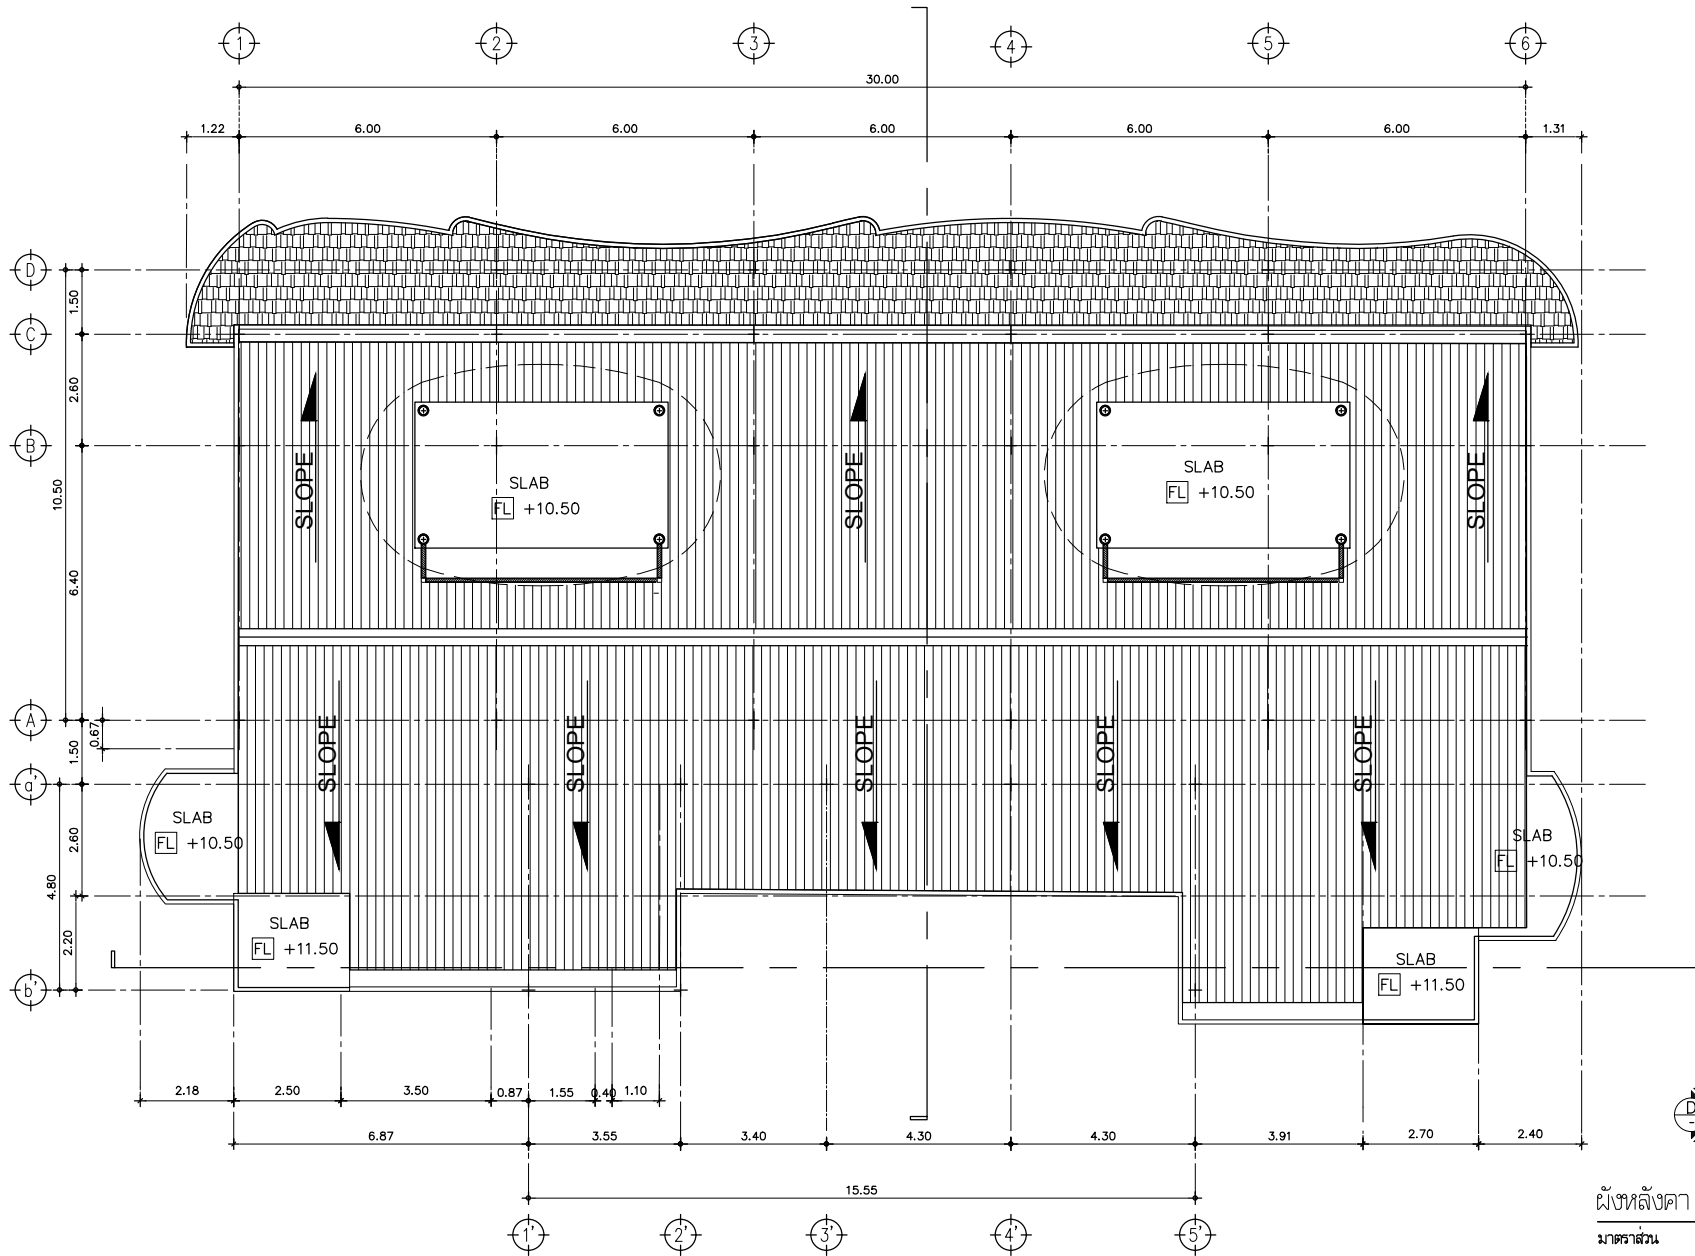 1 2 3 4 5 6
30.00
1.22 6.00 6.00 6.00 6.00 6.00 1.31
D
1.50
C
2.60
B
10.50
6.40
SLOPE SLOPE SLOPE
SLAB
FL +10.50
SLAB
FL +10.50
A
0.67
1.50
a'
SLOPE SLOPE SLOPE SLOPE SLOPE
SLAB
FL +10.50
SLAB
FL +10.50
2.60
4.80
2.20
SLAB
FL +11.50
SLAB
FL +11.50
b'
2.18 2.50 3.50 0.87 1.55 0.40 1.10
6.87 3.55 3.40 4.30 4.30 3.91 2.70 2.40
D
15.55
1' 2' 3' 4' 5'
ผังหลังคา
มาตราส่วน